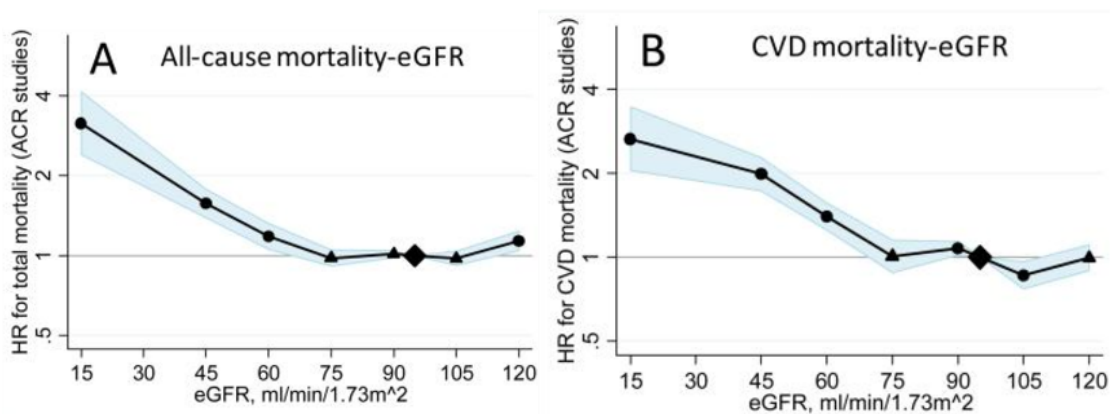 A
All-cause mortality-eGFR
HR for total mortality (ACR studies)
4
2
1
.5
15 30 45 60 75 90 105 120
eGFR, ml/min/1.73m^2
B
CVD mortality-eGFR
HR for CVD mortality (ACR studies)
4
2
1
.5
15 30 45 60 75 90 105 120
eGFR, ml/min/1.73m^2